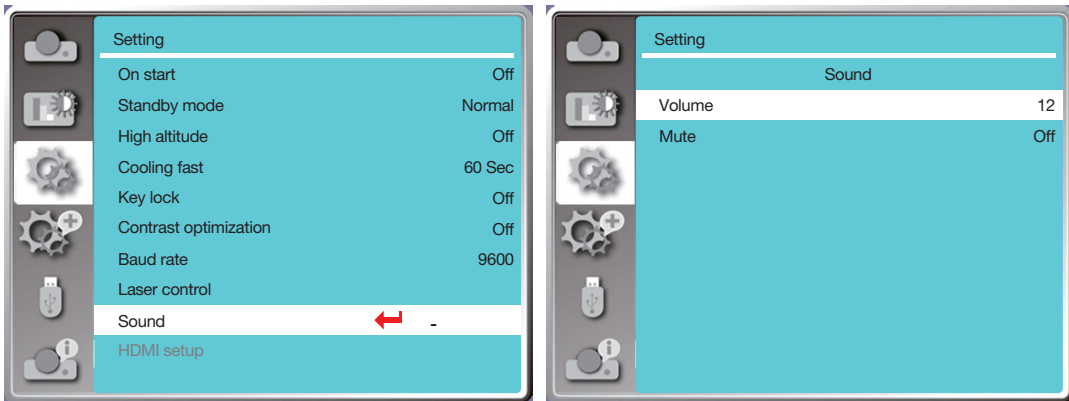 Setting
On start Off
Standby mode Normal
High altitude Off
Cooling fast 60 Sec
Key lock Off
Contrast optimization Off
Baud rate 9600
Laser control
Sound -
HDMI setup
Setting
Sound
Volume 12
Mute Off